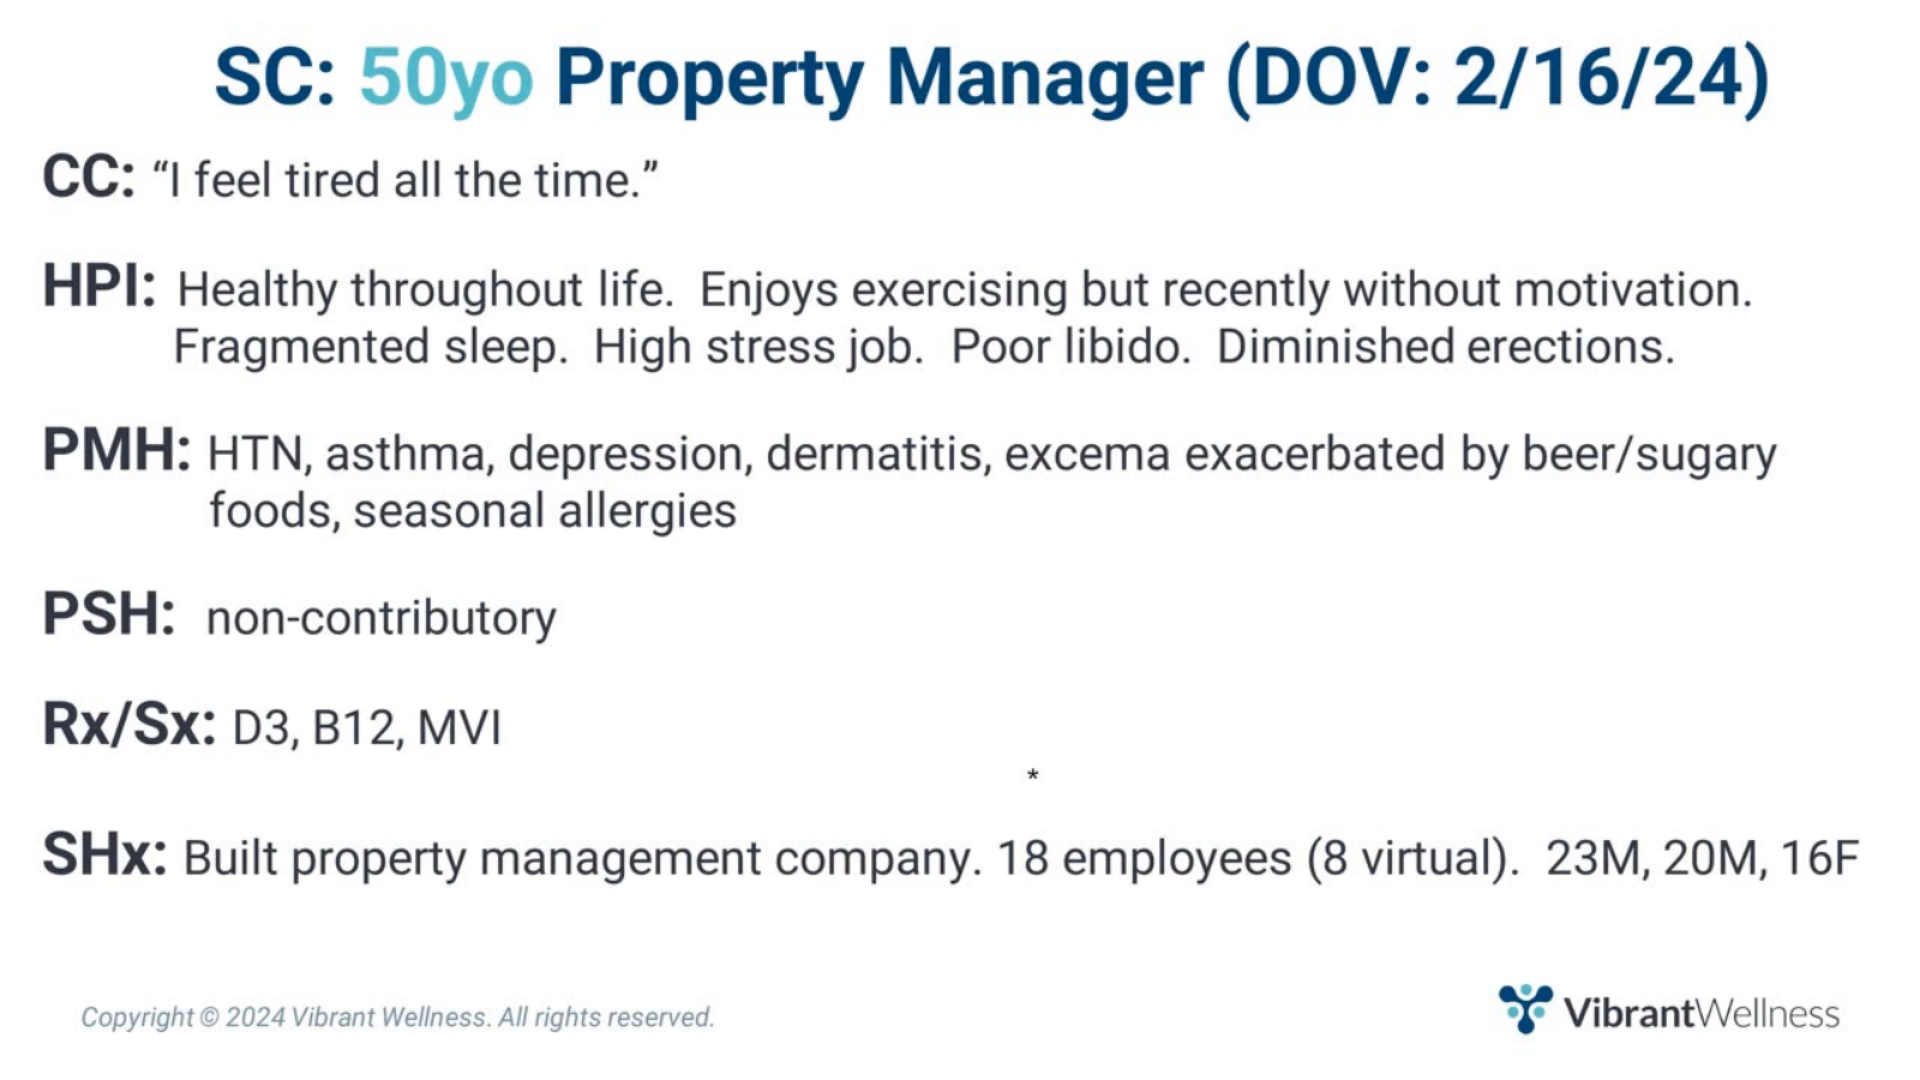 SC: 50yo Property Manager (DOV: 2/16/24)
CC: “I feel tired all the time.”
HPI: Healthy throughout life. Enjoys exercising but recently without motivation.
Fragmented sleep. High stress job. Poor libido. Diminished erections.
PMH: HTN, asthma, depression, dermatitis, excema exacerbated by beer/sugary
foods, seasonal allergies
PSH: non-contributory
Rx/Sx: D3, B12, MVI
*
SHx: Built property management company. 18 employees (8 virtual). 23M, 20M, 16F
Copyright © 2024 Vibrant Wellness. All rights reserved.
VibrantWellness